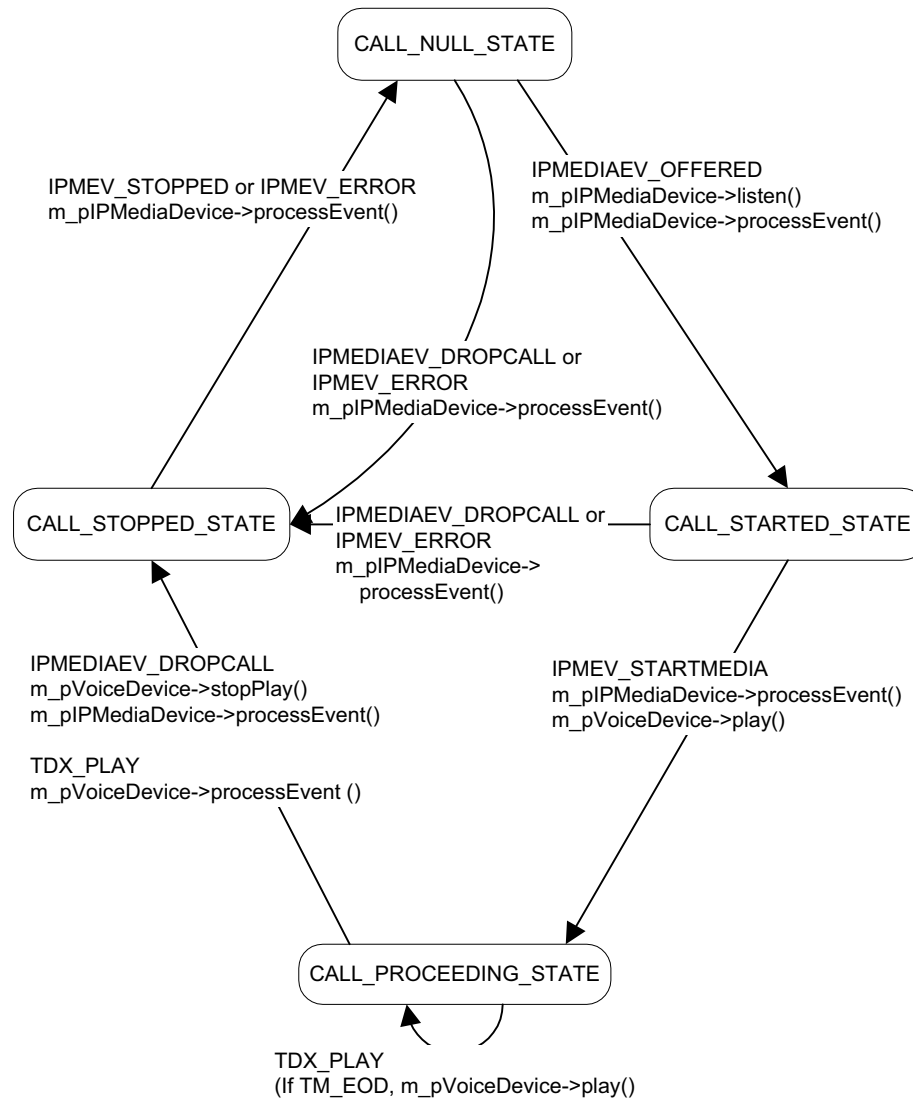 CALL_NULL_STATE
IPMEV_STOPPED or IPMEV_ERROR
m_pIPMediaDevice->processEvent()
IPMEDIAEV_OFFERED
m_pIPMediaDevice->listen()
m_pIPMediaDevice->processEvent()
IPMEDIAEV_DROPCALL or
IPMEV_ERROR
m_pIPMediaDevice->processEvent()
CALL_STOPPED_STATE
IPMEDIAEV_DROPCALL or
IPMEV_ERROR
m_pIPMediaDevice->
processEvent()
CALL_STARTED_STATE
IPMEDIAEV_DROPCALL
m_pVoiceDevice->stopPlay()
m_pIPMediaDevice->processEvent()
TDX_PLAY
m_pVoiceDevice->processEvent ()
IPMEV_STARTMEDIA
m_pIPMediaDevice->processEvent()
m_pVoiceDevice->play()
CALL_PROCEEDING_STATE
TDX_PLAY
(If TM_EOD, m_pVoiceDevice->play()